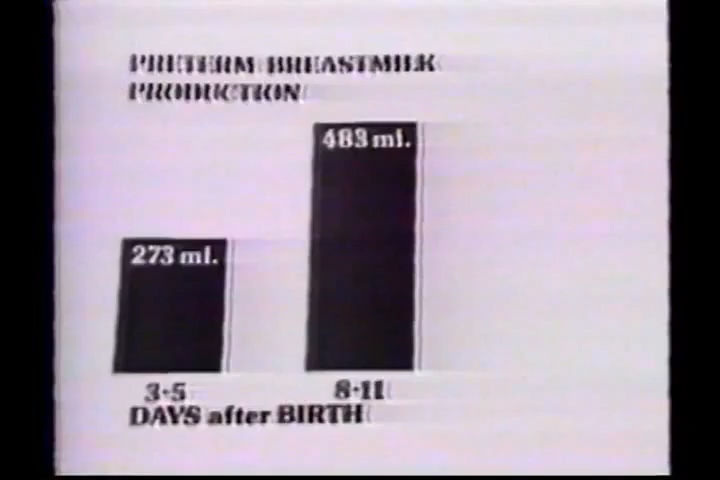 PRETERM BREASTMILK
PRODUCTION
483 ml.
273 ml.
3-5
8-11
DAYS after BIRTH